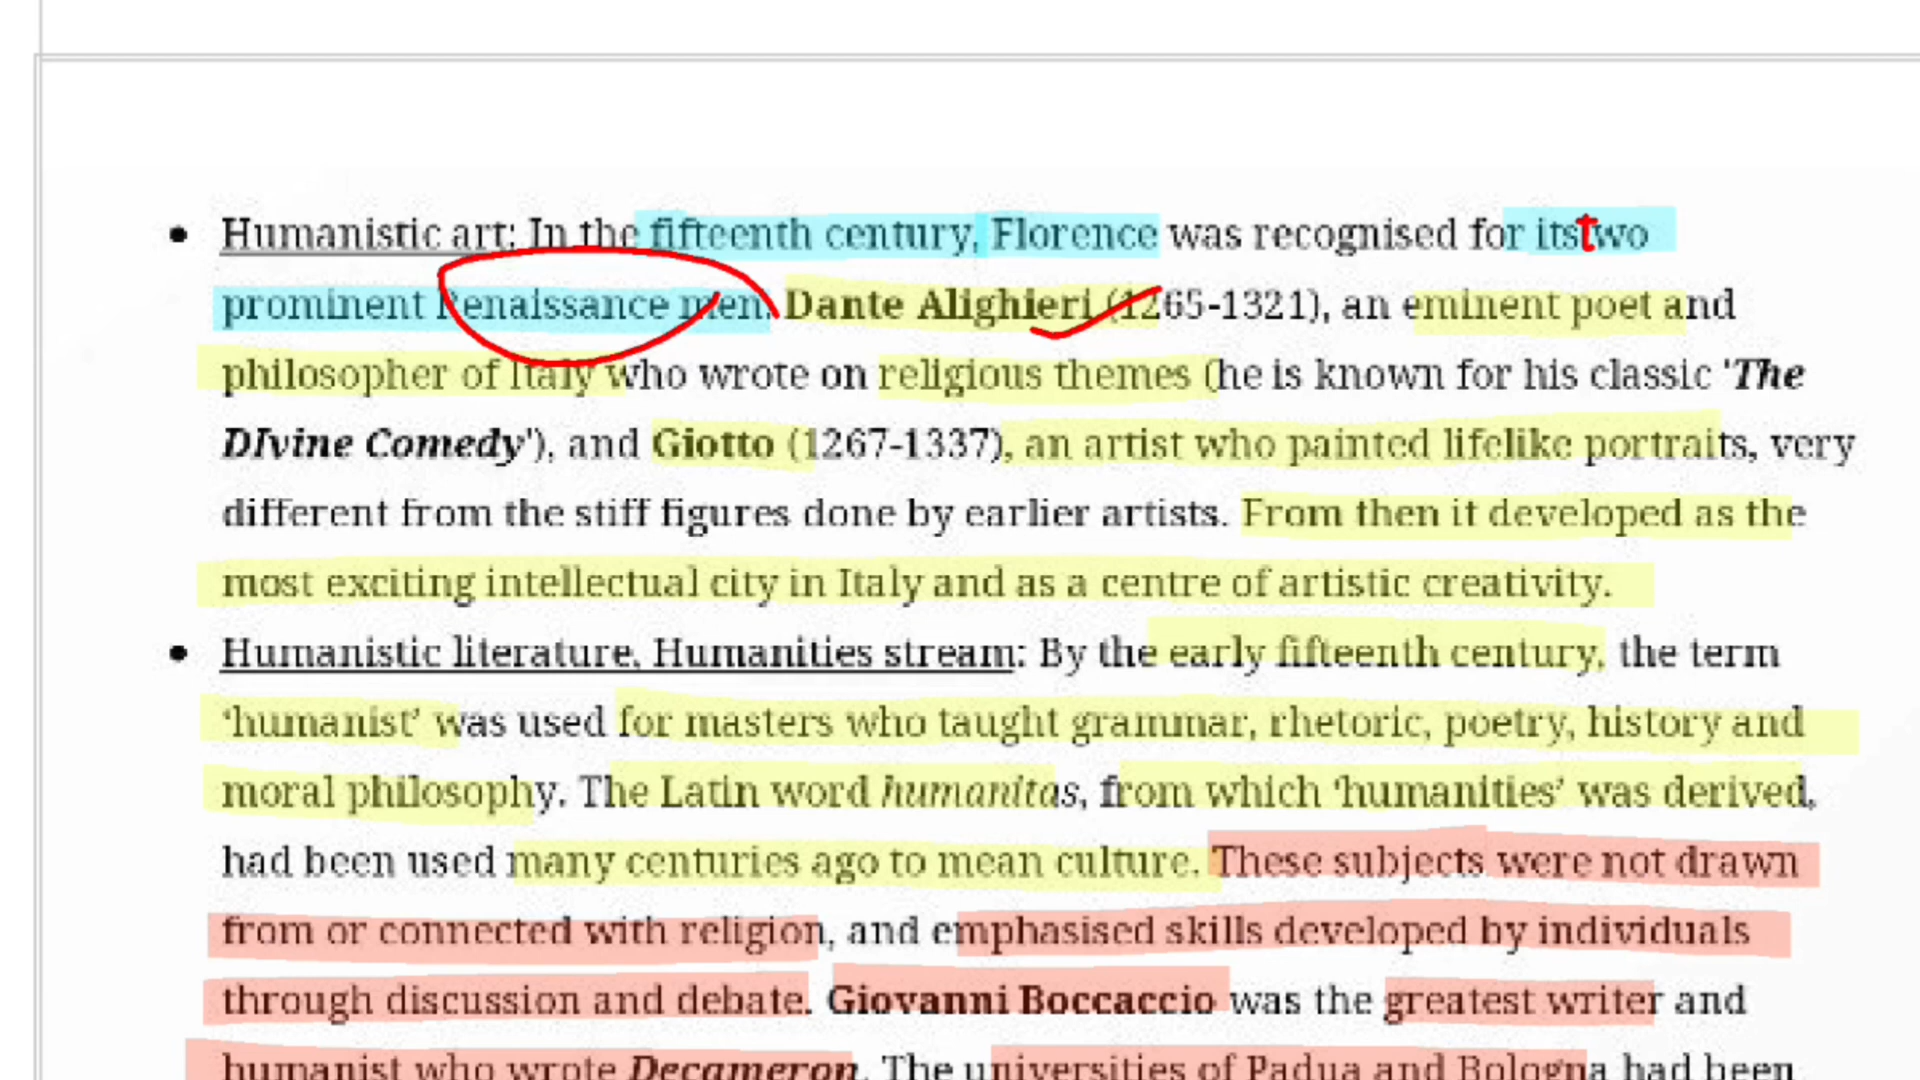 • Humanistic art: In the fifteenth century, Florence was recognised for its two
prominent Renaissance men. Dante Alighieri (1265-1321), an eminent poet and
philosopher of Italy who wrote on religious themes (he is known for his classic 'The
DIvine Comedy'), and Giotto (1267-1337), an artist who painted lifelike portraits, very
different from the stiff figures done by earlier artists. From then it developed as the
most exciting intellectual city in Italy and as a centre of artistic creativity.
• Humanistic literature, Humanities stream: By the early fifteenth century, the term
‘humanist’ was used for masters who taught grammar, rhetoric, poetry, history and
moral philosophy. The Latin word humanitas, from which ‘humanities’ was derived,
had been used many centuries ago to mean culture. These subjects were not drawn
from or connected with religion, and emphasised skills developed by individuals
through discussion and debate. Giovanni Boccaccio was the greatest writer and
humanist who wrote Decameron. The universities of Padua and Bologna had been